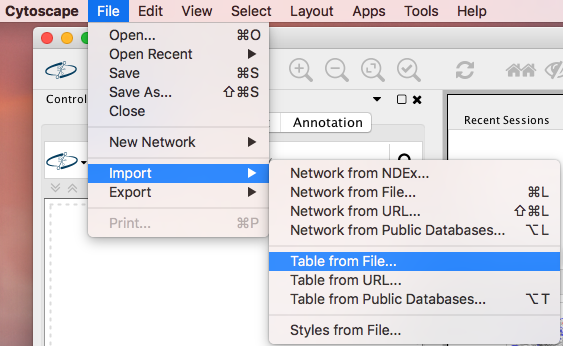 Cytoscape File Edit View Select Layout Apps Tools Help
Open... ⌘O
Open Recent ▶
Save ⌘S
Save As... ⇧⌘S
Close
New Network ▶
Import ▶
Export ▶
Print... ⌘P
Contro
Annotation
Recent Sessions
Network from NDEx...
Network from File... ⌘L
Network from URL... ⇧⌘L
Network from Public Databases... ⌥L
Table from File...
Table from URL...
Table from Public Databases... ⌥T
Styles from File...